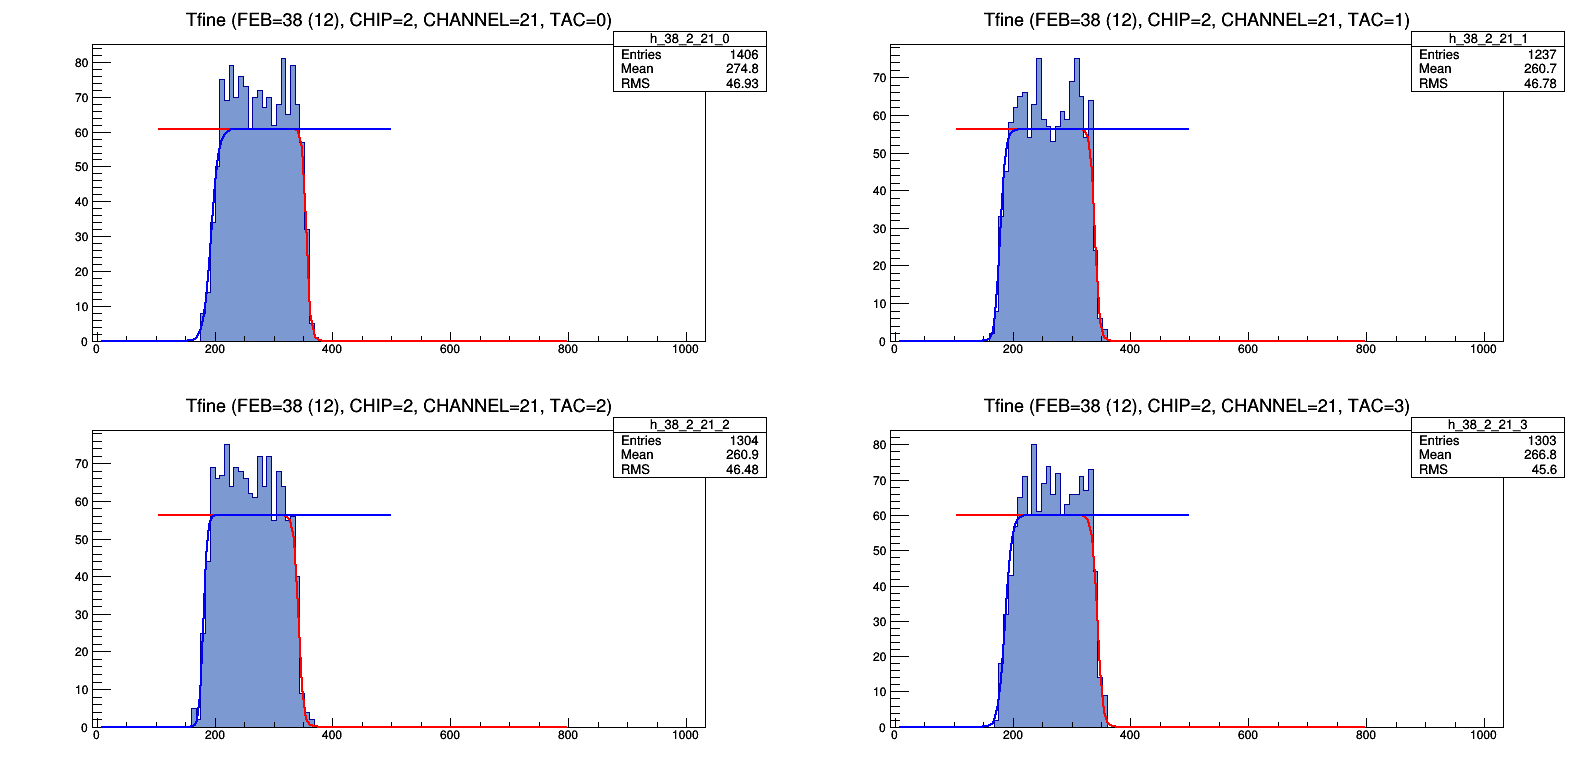 Tfine (FEB=38 (12), CHIP=2, CHANNEL=21, TAC=0)
h_38_2_21_0
Entries 1406
Mean 274.8
RMS 46.93
80
70
60
50
40
30
20
10
0
0 200 400 600 800 1000
Tfine (FEB=38 (12), CHIP=2, CHANNEL=21, TAC=1)
h_38_2_21_1
Entries 1237
Mean 260.7
RMS 46.78
70
60
50
40
30
20
10
0
0 200 400 600 800 1000
Tfine (FEB=38 (12), CHIP=2, CHANNEL=21, TAC=2)
h_38_2_21_2
Entries 1304
Mean 260.9
RMS 46.48
70
60
50
40
30
20
10
0
0 200 400 600 800 1000
Tfine (FEB=38 (12), CHIP=2, CHANNEL=21, TAC=3)
h_38_2_21_3
Entries 1303
Mean 266.8
RMS 45.6
80
70
60
50
40
30
20
10
0
0 200 400 600 800 1000